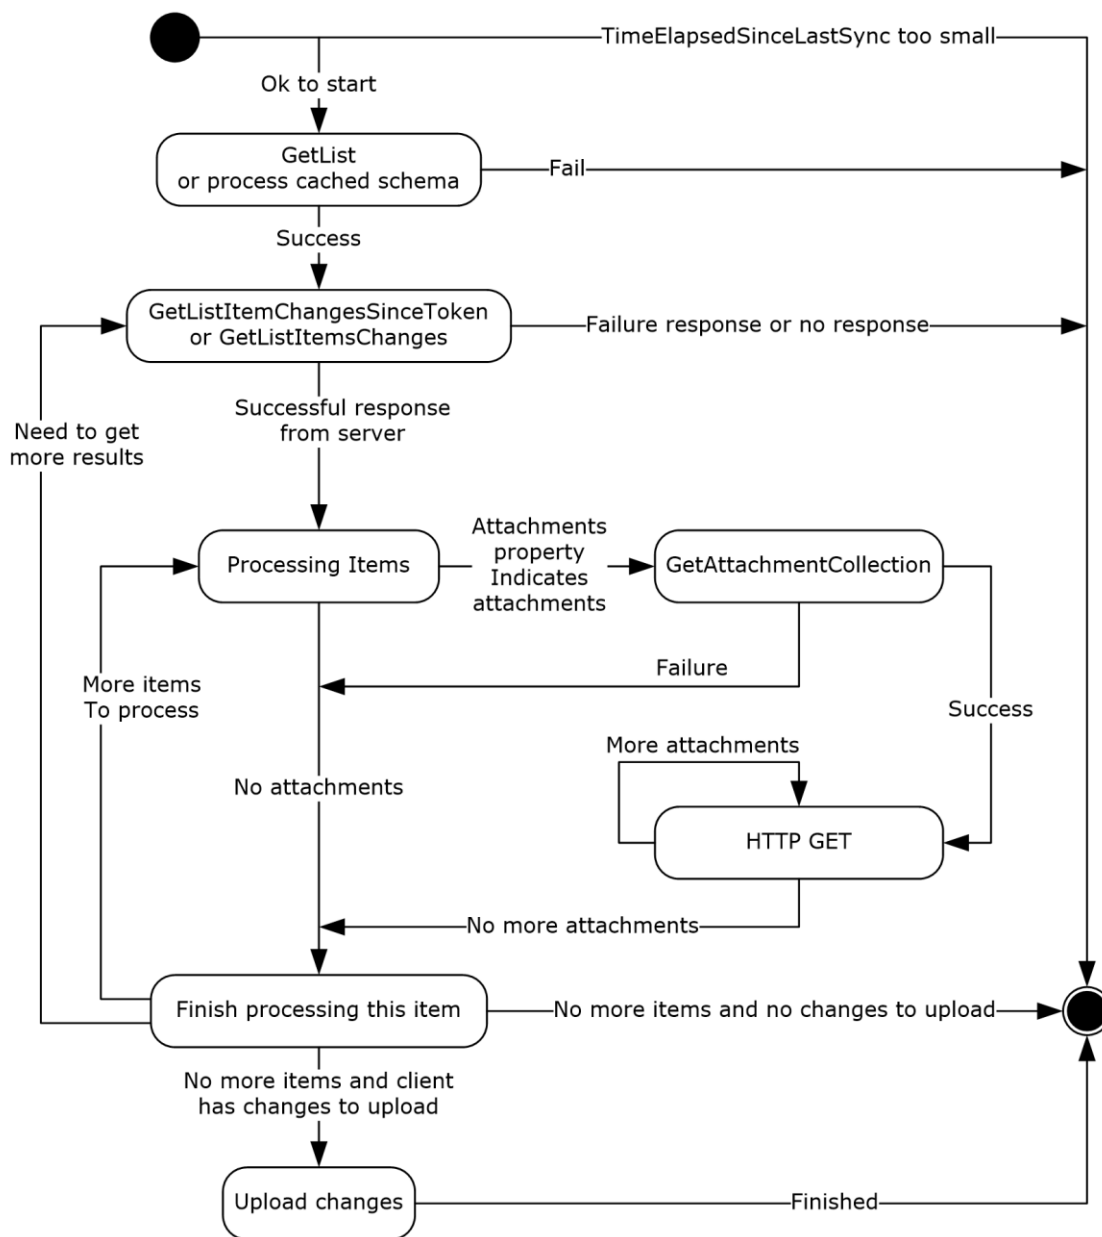 TimeElapsedSinceLastSync too small
Ok to start
GetList
or process cached schema
Fail
Success
GetListItemChangesSinceToken
or GetListItemsChanges
Failure response or no response
Successful response
from server
Need to get
more results
Processing Items
Attachments
property
Indicates
attachments
GetAttachmentCollection
Failure
More items
To process
Success
More attachments
No attachments
HTTP GET
No more attachments
Finish processing this item
No more items and no changes to upload
No more items and client
has changes to upload
Upload changes
Finished